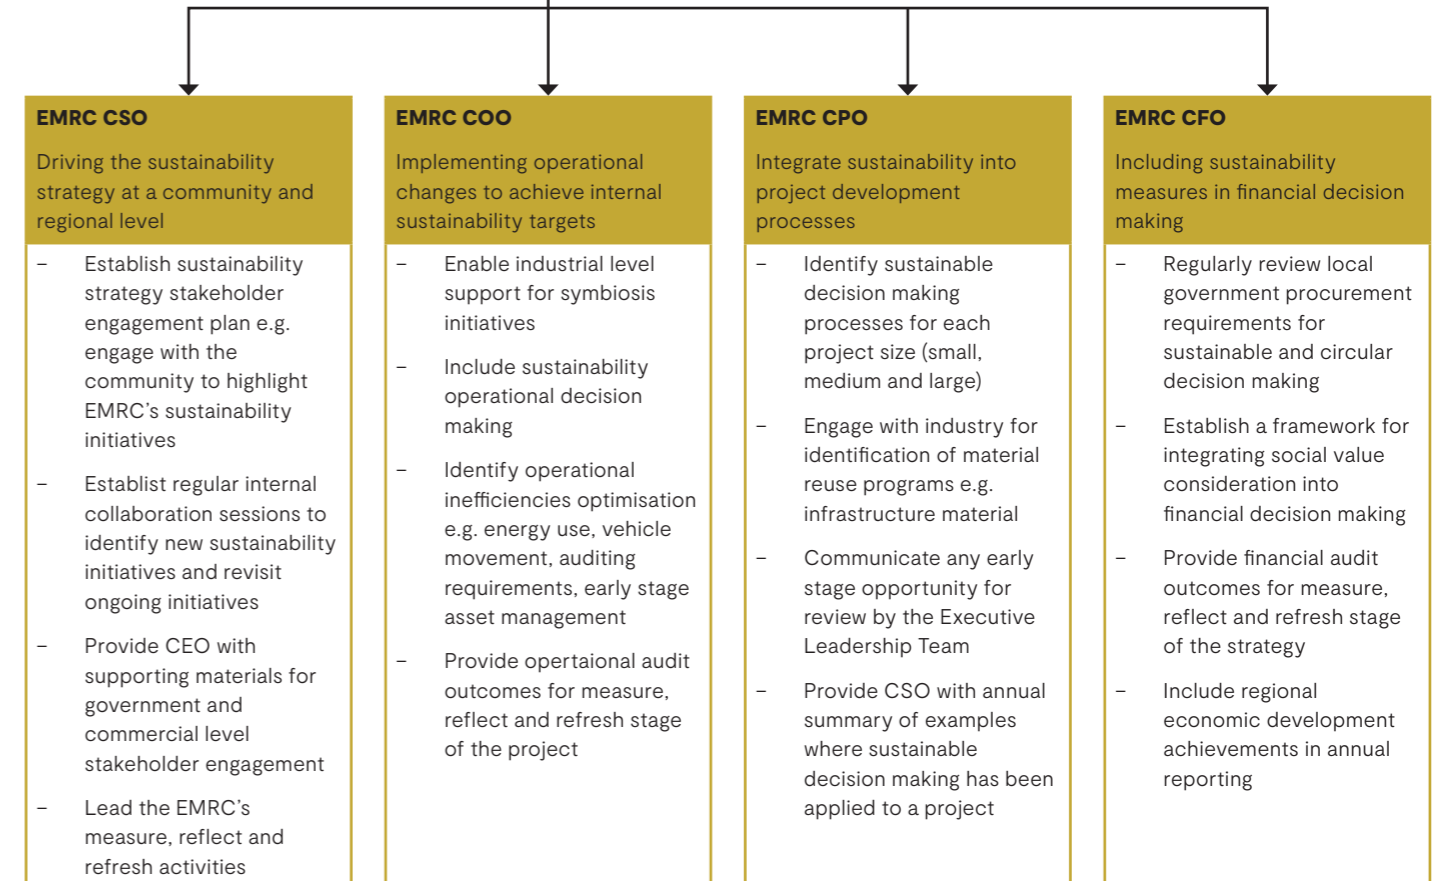 EMRC CSO
Driving the sustainability
strategy at a community and
regional level
– Establish sustainability
strategy stakeholder
engagement plan e.g.
engage with the
community to highlight
EMRC’s sustainability
initiatives
– Establist regular internal
collaboration sessions to
identify new sustainability
initiatives and revisit
ongoing initiatives
– Provide CEO with
supporting materials for
government and
commercial level
stakeholder engagement
– Lead the EMRC’s
measure, reflect and
refresh activities
EMRC COO
Implementing operational
changes to achieve internal
sustainability targets
– Enable industrial level
support for symbiosis
initiatives
– Include sustainability
operational decision
making
– Identify operational
inefficiencies optimisation
e.g. energy use, vehicle
movement, auditing
requirements, early stage
asset management
– Provide opertaional audit
outcomes for measure,
reflect and refresh stage
of the project
EMRC CPO
Integrate sustainability into
project development
processes
– Identify sustainable
decision making
processes for each
project size (small,
medium and large)
– Engage with industry for
identification of material
reuse programs e.g.
infrastructure material
– Communicate any early
stage opportunity for
review by the Executive
Leadership Team
– Provide CSO with annual
summary of examples
where sustainable
decision making has been
applied to a project
EMRC CFO
Including sustainability
measures in financial decision
making
– Regularly review local
government procurement
requirements for
sustainable and circular
decision making
– Establish a framework for
integrating social value
consideration into
financial decision making
– Provide financial audit
outcomes for measure,
reflect and refresh stage
of the strategy
– Include regional
economic development
achievements in annual
reporting